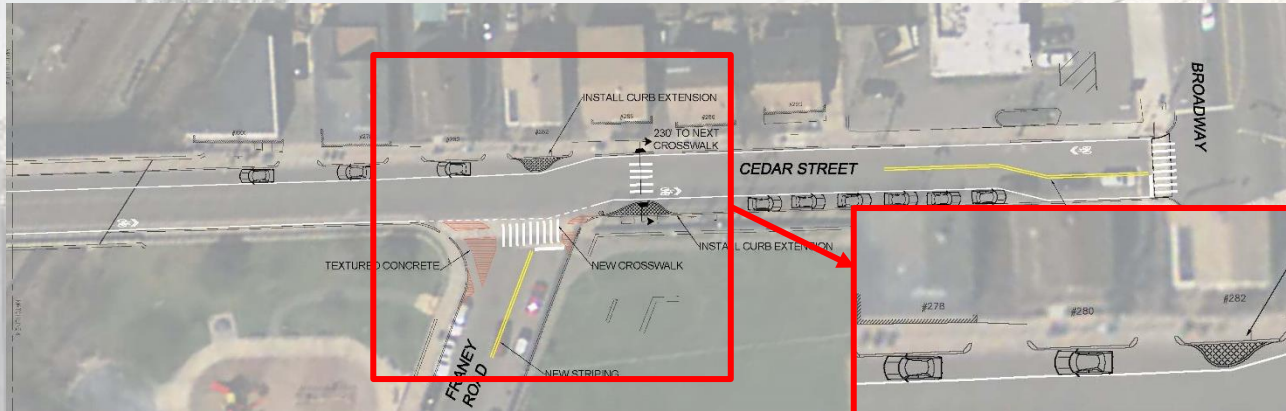 INSTALL CURB EXTENSION
230' TO NEXT
CROSSWALK
BROADWAY
CEDAR STREET
INSTALL CURB EXTENSION
TEXTURED CONCRETE
NEW CROSSWALK
FRANEY
ROAD
NEW STRIPING
#278
#280
#282